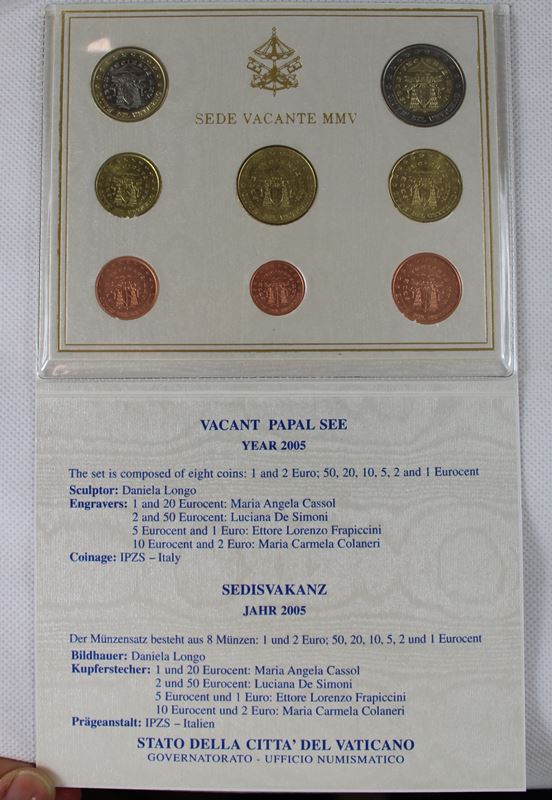 SEDE VACANTE MMV
VACANT PAPAL SEE
YEAR 2005
The set is composed of eight coins: 1 and 2 Euro; 50, 20, 10, 5, 2 and 1 Eurocent
Sculptor: Daniela Longo
Engravers: 1 and 20 Eurocent: Maria Angela Cassol
2 and 50 Eurocent: Luciana De Simoni
5 Eurocent and 1 Euro: Ettore Lorenzo Frapiccini
10 Eurocent and 2 Euro: Maria Carmela Colaneri
Coinage: IPZS – Italy
SEDISVAKANZ
JAHR 2005
Der Münzensatz besteht aus 8 Münzen: 1 und 2 Euro; 50, 20, 10, 5, 2 und 1 Eurocent
Bildhauer: Daniela Longo
Kupferstecher: 1 und 20 Eurocent: Maria Angela Cassol
2 und 50 Eurocent: Luciana De Simoni
5 Eurocent und 1 Euro: Ettore Lorenzo Frapiccini
10 Eurocent und 2 Euro: Maria Carmela Colaneri
Prägeanstalt: IPZS – Italien
STATO DELLA CITTA' DEL VATICANO
GOVERNATORATO - UFFICIO NUMISMATICO